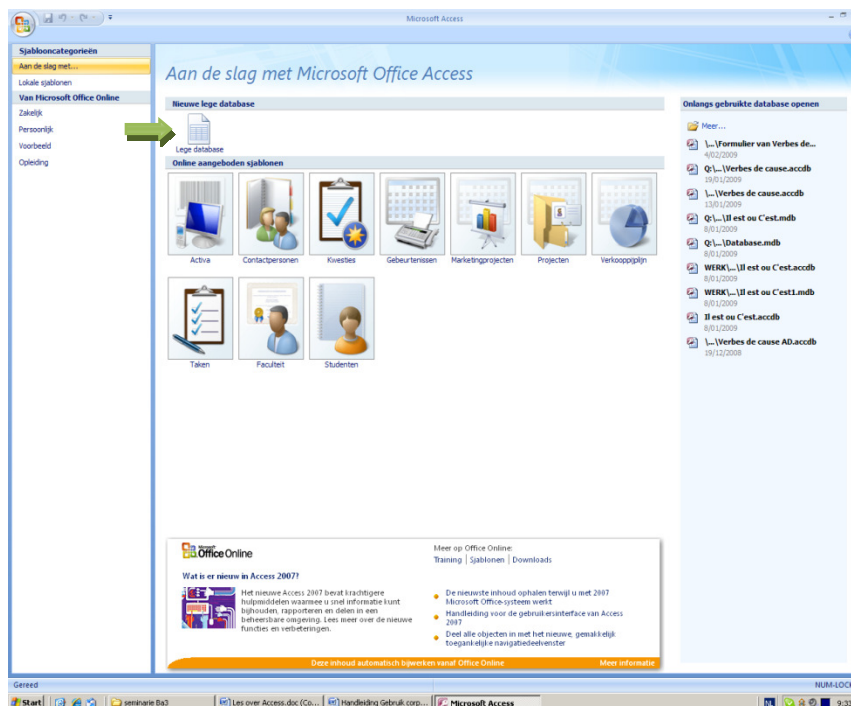 Microsoft Access
Sjablooncategorieën
Aan de slag met...
Lokale sjablonen
Van Microsoft Office Online
Zakelijk
Persoonlijk
Voorbeeld
Opleiding
Aan de slag met Microsoft Office Access
Nieuwe lege database
Lege database
Online aangeboden sjablonen
Activa
Contactpersonen
Kwesties
Gebeurtenissen
Marketingprojecten
Projecten
Verkooppijplijn
Taken
Faculteit
Studenten
Onlangs gebruikte database openen
Meer...
\...\Formulier van Verbes de...
4/02/2009
Q:\...\Verbes de cause.accdb
19/01/2009
\...\Verbes de cause.accdb
13/01/2009
Q:\...\Il est ou C'est.mdb
8/01/2009
Q:\...\Database.mdb
8/01/2009
WERK\...\Il est ou C'est.accdb
8/01/2009
WERK\...\Il est ou C'est1.mdb
8/01/2009
Il est ou C'est.accdb
8/01/2009
\...\Verbes de cause AD.accdb
19/12/2008
Microsoft
Office Online
Wat is er nieuw in Access 2007?
Het nieuwe Access 2007 bevat krachtigere
hulpmiddelen waarmee u snel informatie kunt
bijhouden, rapporteren en delen in een
beheersbare omgeving. Lees meer over de nieuwe
functies en verbeteringen.
Meer op Office Online:
Training | Sjablonen | Downloads
De nieuwste inhoud ophalen terwijl u met 2007
Microsoft Office-systeem werkt
Handleiding voor de gebruikersinterface van Access
2007
Deel alle objecten in met het nieuwe, gemakkelijk
toegankelijke navigatiedeelvenster
Deze inhoud automatisch bijwerken vanaf Office Online
Meer informatie
Gereed
NUM-LOCK
Start
seminarie Ba3
Les over Access.doc (Co...
Handleiding Gebruik corp...
Microsoft Access
NL
9:33